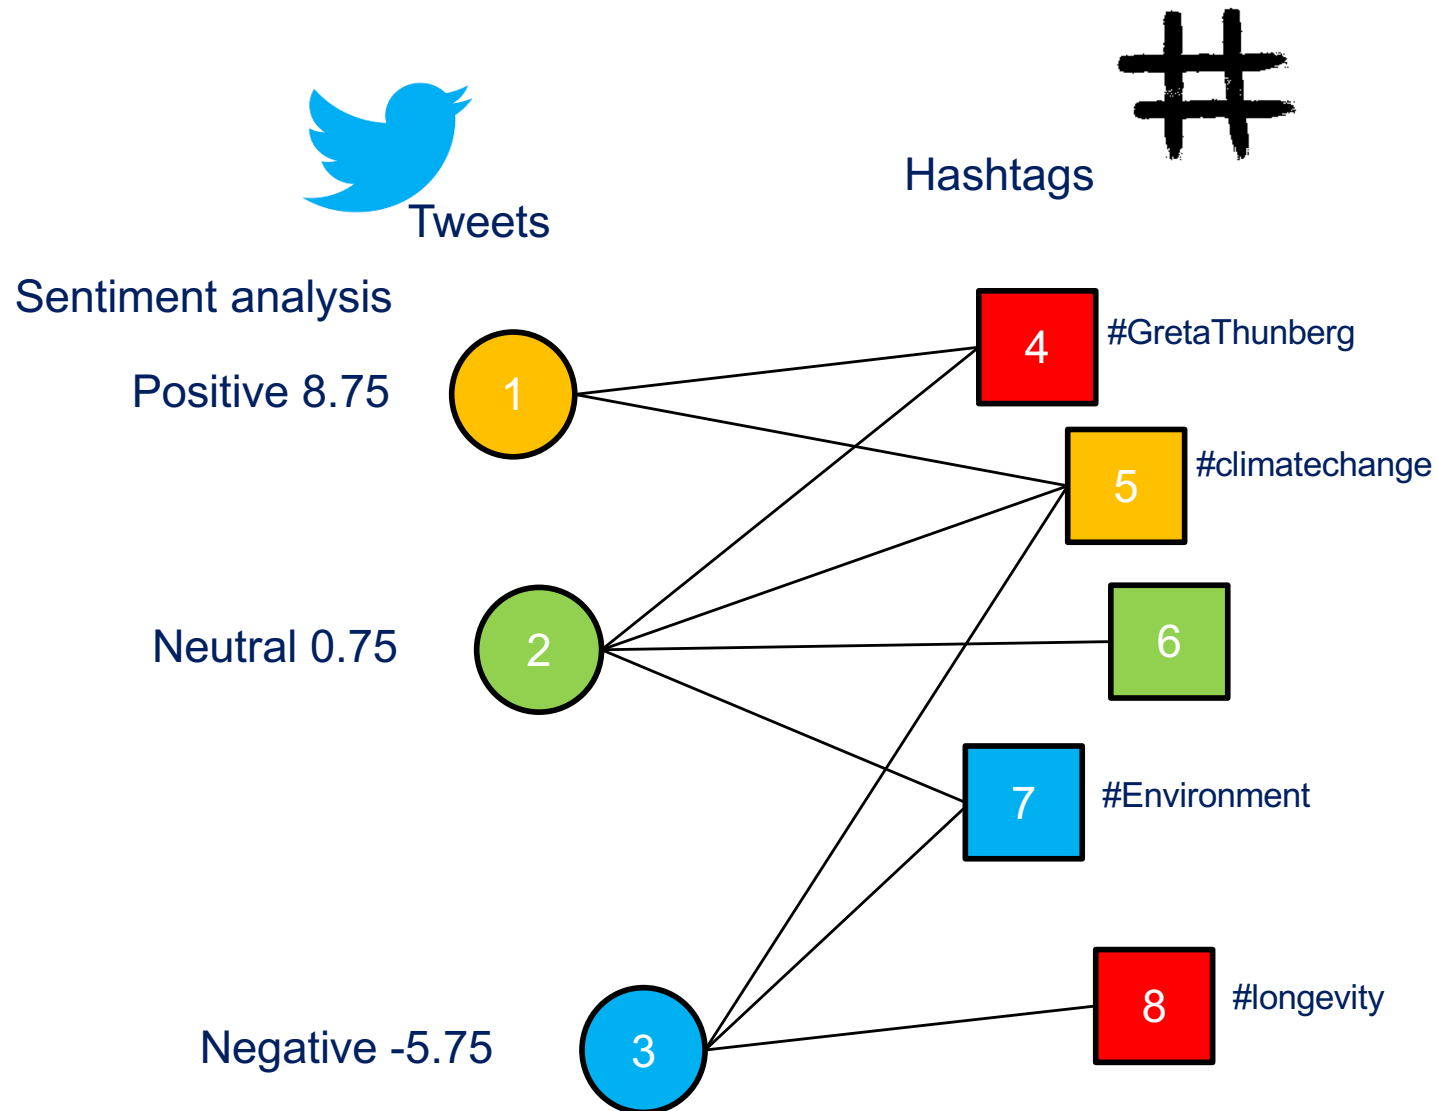 Hashtags
Tweets
Sentiment analysis
4 #GretaThunberg
Positive 8.75 1
5 #climatechange
Neutral 0.75 2 6
7 #Environment
8 #longevity
Negative -5.75 3